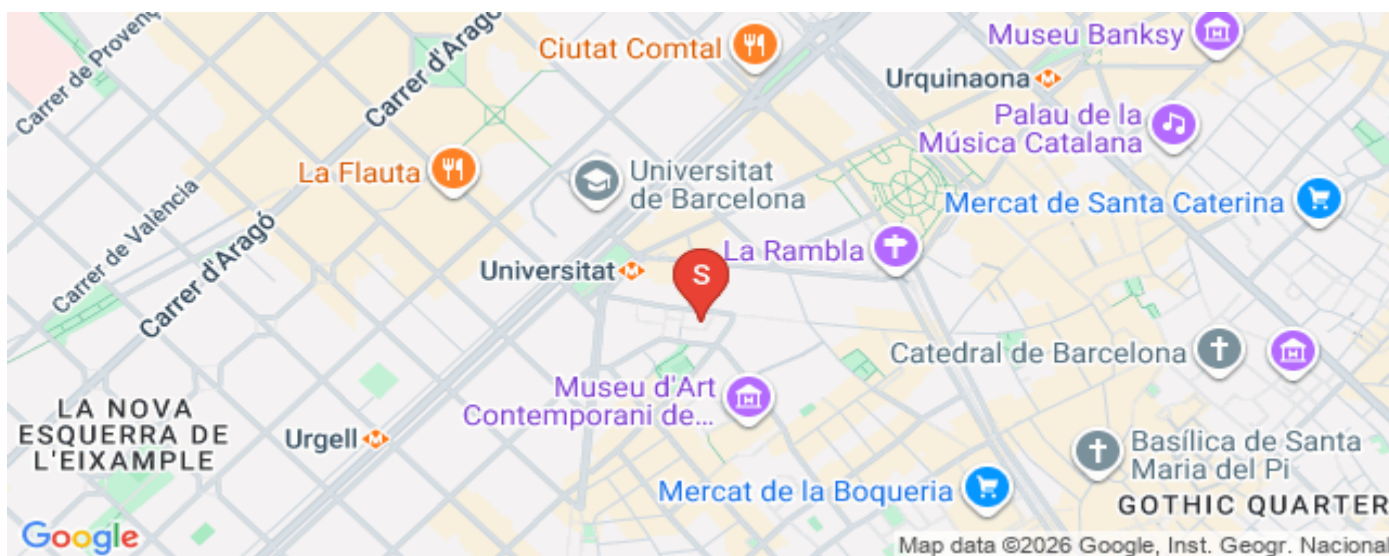 Carrer de Provenç
Carrer d'Aragó
Ciutat Comtal
Museu Banksy
Urquinaona
Palau de la
Música Catalana
La Flauta
Universitat
de Barcelona
Mercat de Santa Caterina
Carrer de València
Carrer d'Aragó
La Rambla
Universitat
S
Catedral de Barcelona
Museu d'Art
Contemporani de...
LA NOVA
ESQUERRA DE
L'EIXAMPLE
Urgell
Basílica de Santa
Maria del Pi
Mercat de la Boqueria
GOTHIC QUARTER
Google
Map data ©2026 Google, Inst. Geogr. Nacional